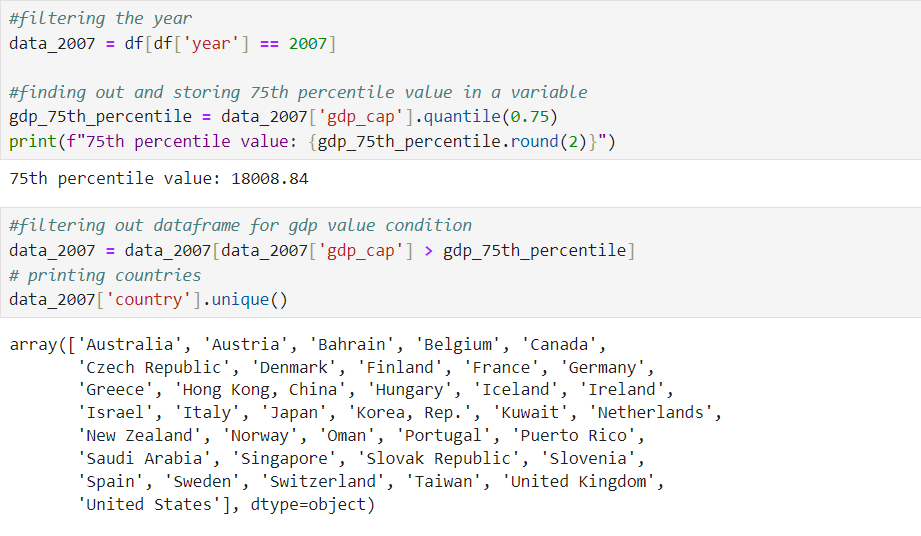 #filtering the year
data_2007 = df[df['year'] == 2007]
#finding out and storing 75th percentile value in a variable
gdp_75th_percentile = data_2007['gdp_cap'].quantile(0.75)
print(f"75th percentile value: {gdp_75th_percentile.round(2)}")
75th percentile value: 18008.84
#filtering out dataframe for gdp value condition
data_2007 = data_2007[data_2007['gdp_cap'] > gdp_75th_percentile]
# printing countries
data_2007['country'].unique()
array(['Australia', 'Austria', 'Bahrain', 'Belgium', 'Canada',
'Czech Republic', 'Denmark', 'Finland', 'France', 'Germany',
'Greece', 'Hong Kong, China', 'Hungary', 'Iceland', 'Ireland',
'Israel', 'Italy', 'Japan', 'Korea, Rep.', 'Kuwait', 'Netherlands',
'New Zealand', 'Norway', 'Oman', 'Portugal', 'Puerto Rico',
'Saudi Arabia', 'Singapore', 'Slovak Republic', 'Slovenia',
'Spain', 'Sweden', 'Switzerland', 'Taiwan', 'United Kingdom',
'United States'], dtype=object)